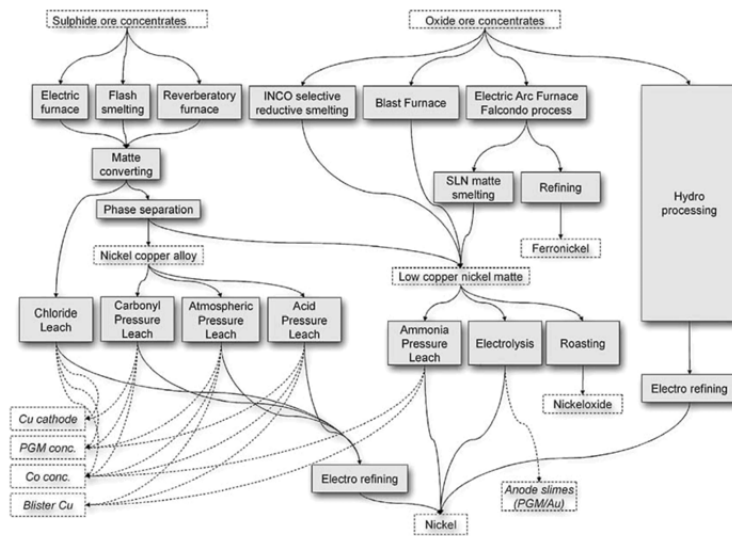 Sulphide ore concentrates
Oxide ore concentrates
Electric
furnace
Flash
smelting
Reverberatory
furnace
INCO selective
reductive smelting
Blast Furnace
Electric Arc Furnace
Falcondo process
Matte
converting
SLN matte
smelting
Refining
Hydro
processing
Phase separation
Ferronickel
Nickel copper alloy
Low copper nickel matte
Chloride
Leach
Carbonyl
Pressure
Leach
Atmospheric
Pressure
Leach
Acid
Pressure
Leach
Ammonia
Pressure
Leach
Electrolysis
Roasting
Electro refining
Nickeloxide
Cu cathode
PGM conc.
Co conc.
Blister Cu
Electro refining
Anode slimes
(PGM/Au)
Nickel